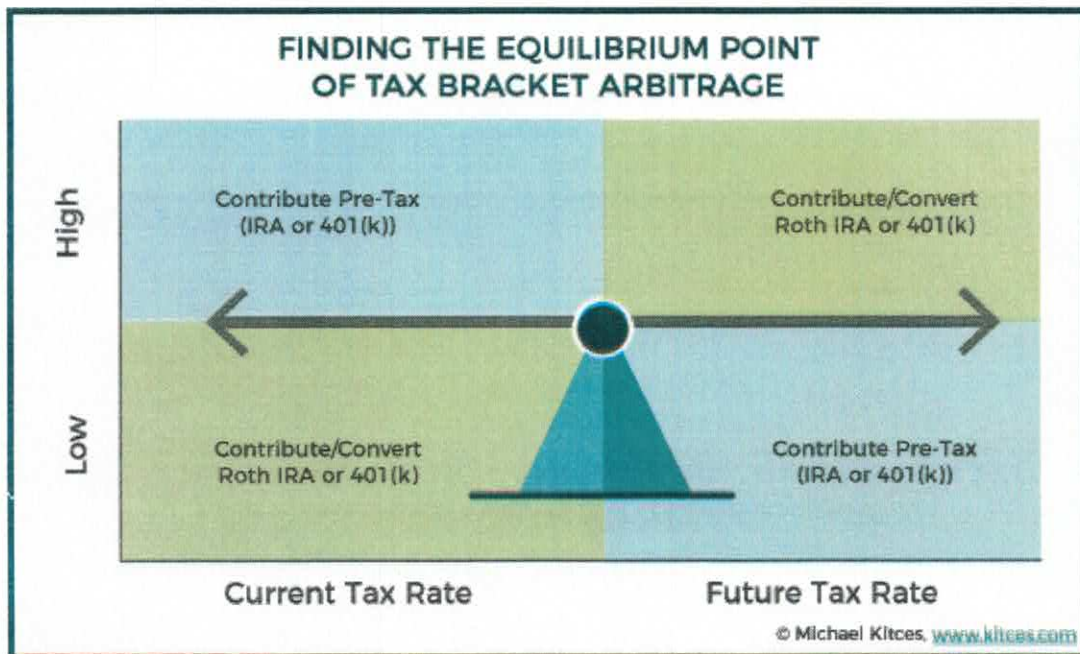 FINDING THE EQUILIBRIUM POINT
OF TAX BRACKET ARBITRAGE
High
Contribute Pre-Tax
(IRA or 401(k))
Contribute/Convert
Roth IRA or 401(k)
Low
Contribute/Convert
Roth IRA or 401(k)
Contribute Pre-Tax
(IRA or 401(k))
Current Tax Rate
Future Tax Rate
© Michael Kitces, www.kitces.com